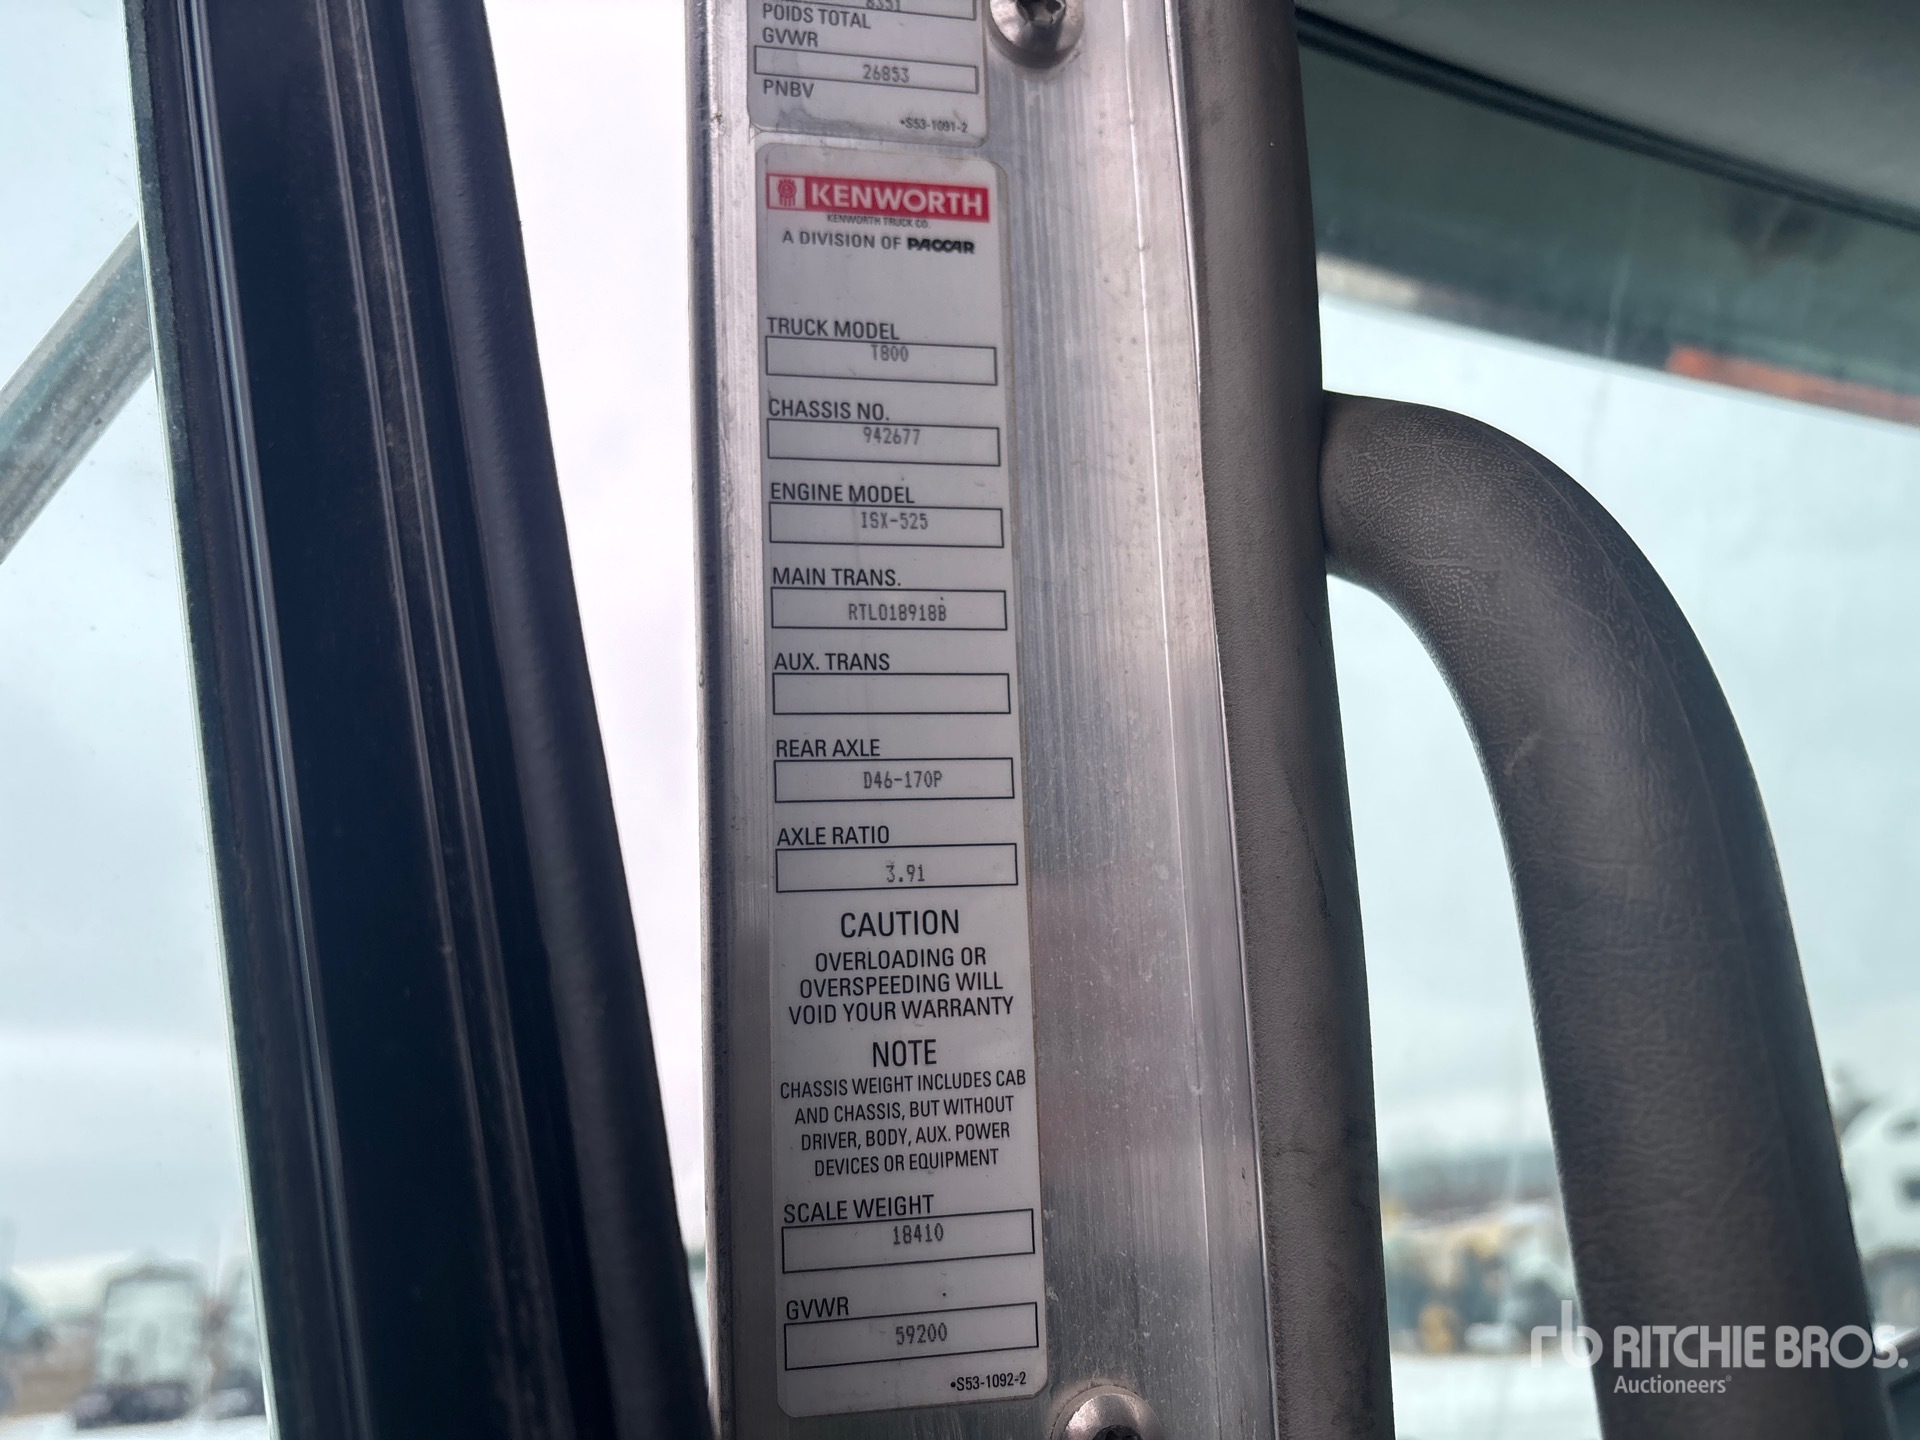 8351
POIDS TOTAL
GVWR
26853
PNBV
•S53-1091-2
KENWORTH
KENWORTH TRUCK CO.
A DIVISION OF PACCAR
TRUCK MODEL
T800
CHASSIS NO.
942677
ENGINE MODEL
ISX-525
MAIN TRANS.
RTLO18918B
AUX. TRANS
REAR AXLE
D46-170P
AXLE RATIO
3.91
CAUTION
OVERLOADING OR
OVERSPEEDING WILL
VOID YOUR WARRANTY
NOTE
CHASSIS WEIGHT INCLUDES CAB
AND CHASSIS, BUT WITHOUT
DRIVER, BODY, AUX. POWER
DEVICES OR EQUIPMENT
SCALE WEIGHT
18410
GVWR
59200
•S53-1092-2
rb RITCHIE BROS.
Auctioneers